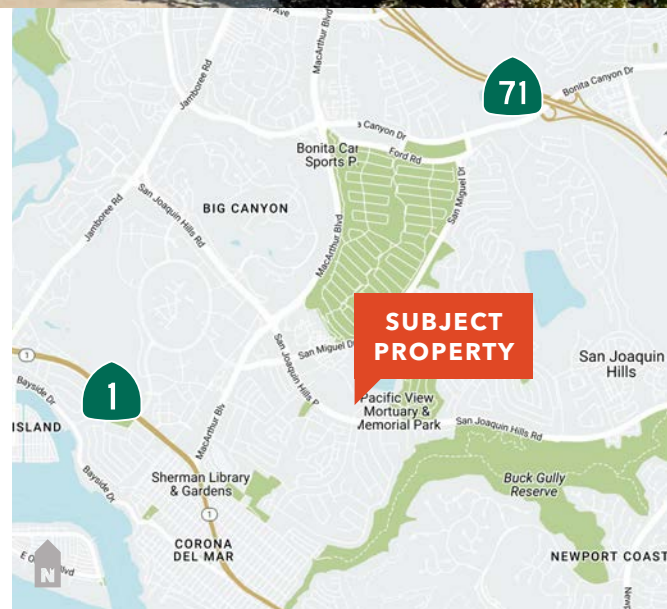 Ave
MacArthur Blvd
71
Bonita Canyon Dr
Jamboree Rd
a Canyon Dr
Ford Rd
Bonita Can
Sports P
San Miguel Dr
San Joaquin Hills Rd
BIG CANYON
Jamboree Rd
MacArthur Blvd
SUBJECT
PROPERTY
San Miguel D
San Joaquin Hills P
San Joaquin
Hills
1
1
Bayside Dr
Pacific View
Mortuary &
Memorial Park
MacArthur Blv
San Joaquin Hills Rd
ISLAND
Sherman Library
& Gardens
Buck Gully
Reserve
Bayside Dr
1
CORONA
DEL MAR
NEWPORT COAST
N